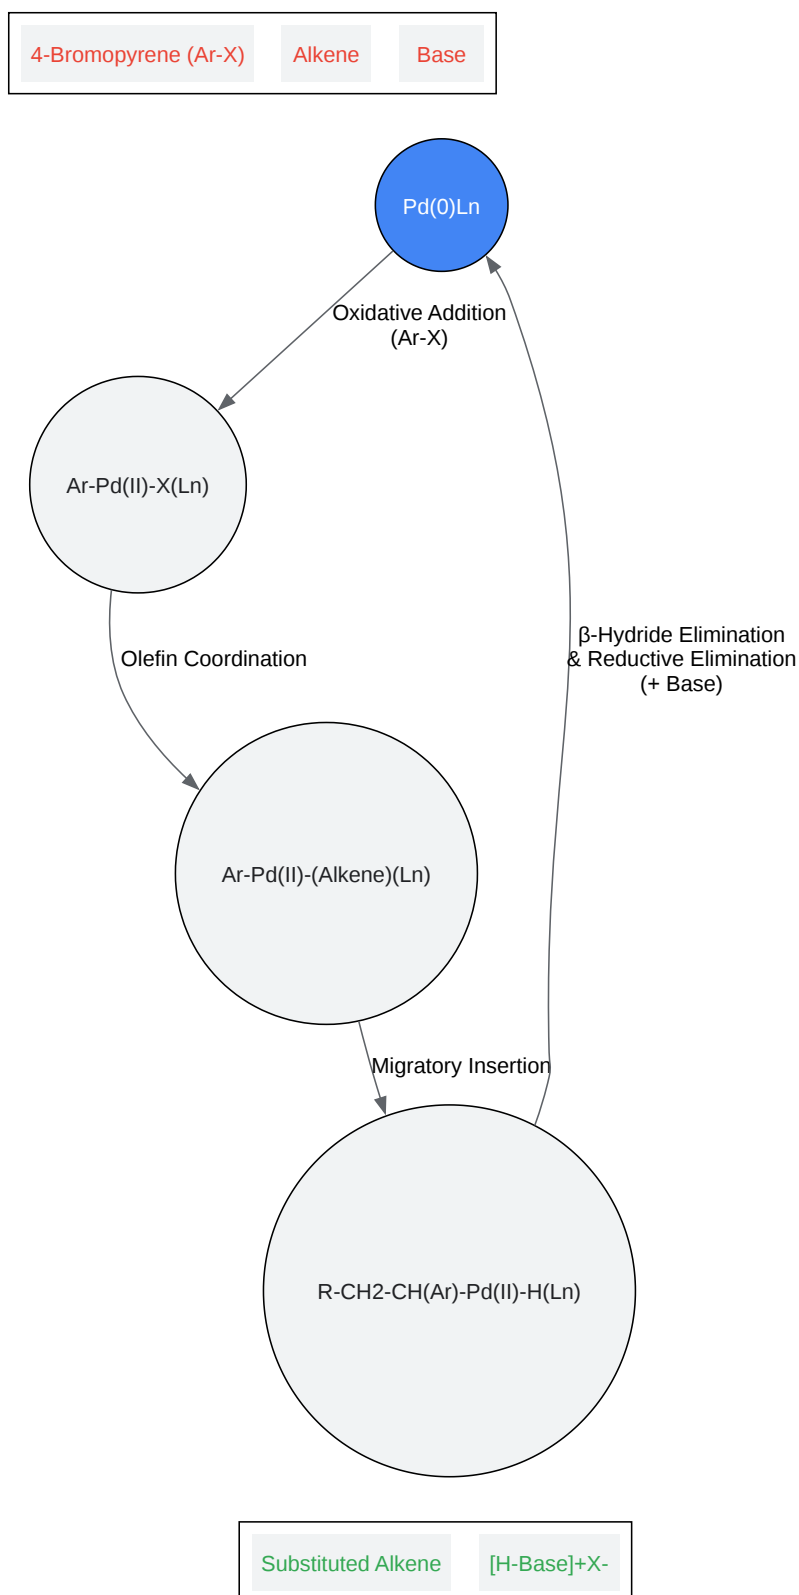 4-Bromopyrene (Ar-X)
Alkene
Base
Pd(0)Ln
Oxidative Addition
(Ar-X)
Ar-Pd(II)-X(Ln)
β-Hydride Elimination
& Reductive Elimination
(+ Base)
Olefin Coordination
Ar-Pd(II)-(Alkene)(Ln)
Migratory Insertion
R-CH2-CH(Ar)-Pd(II)-H(Ln)
Substituted Alkene
[H-Base]+X-